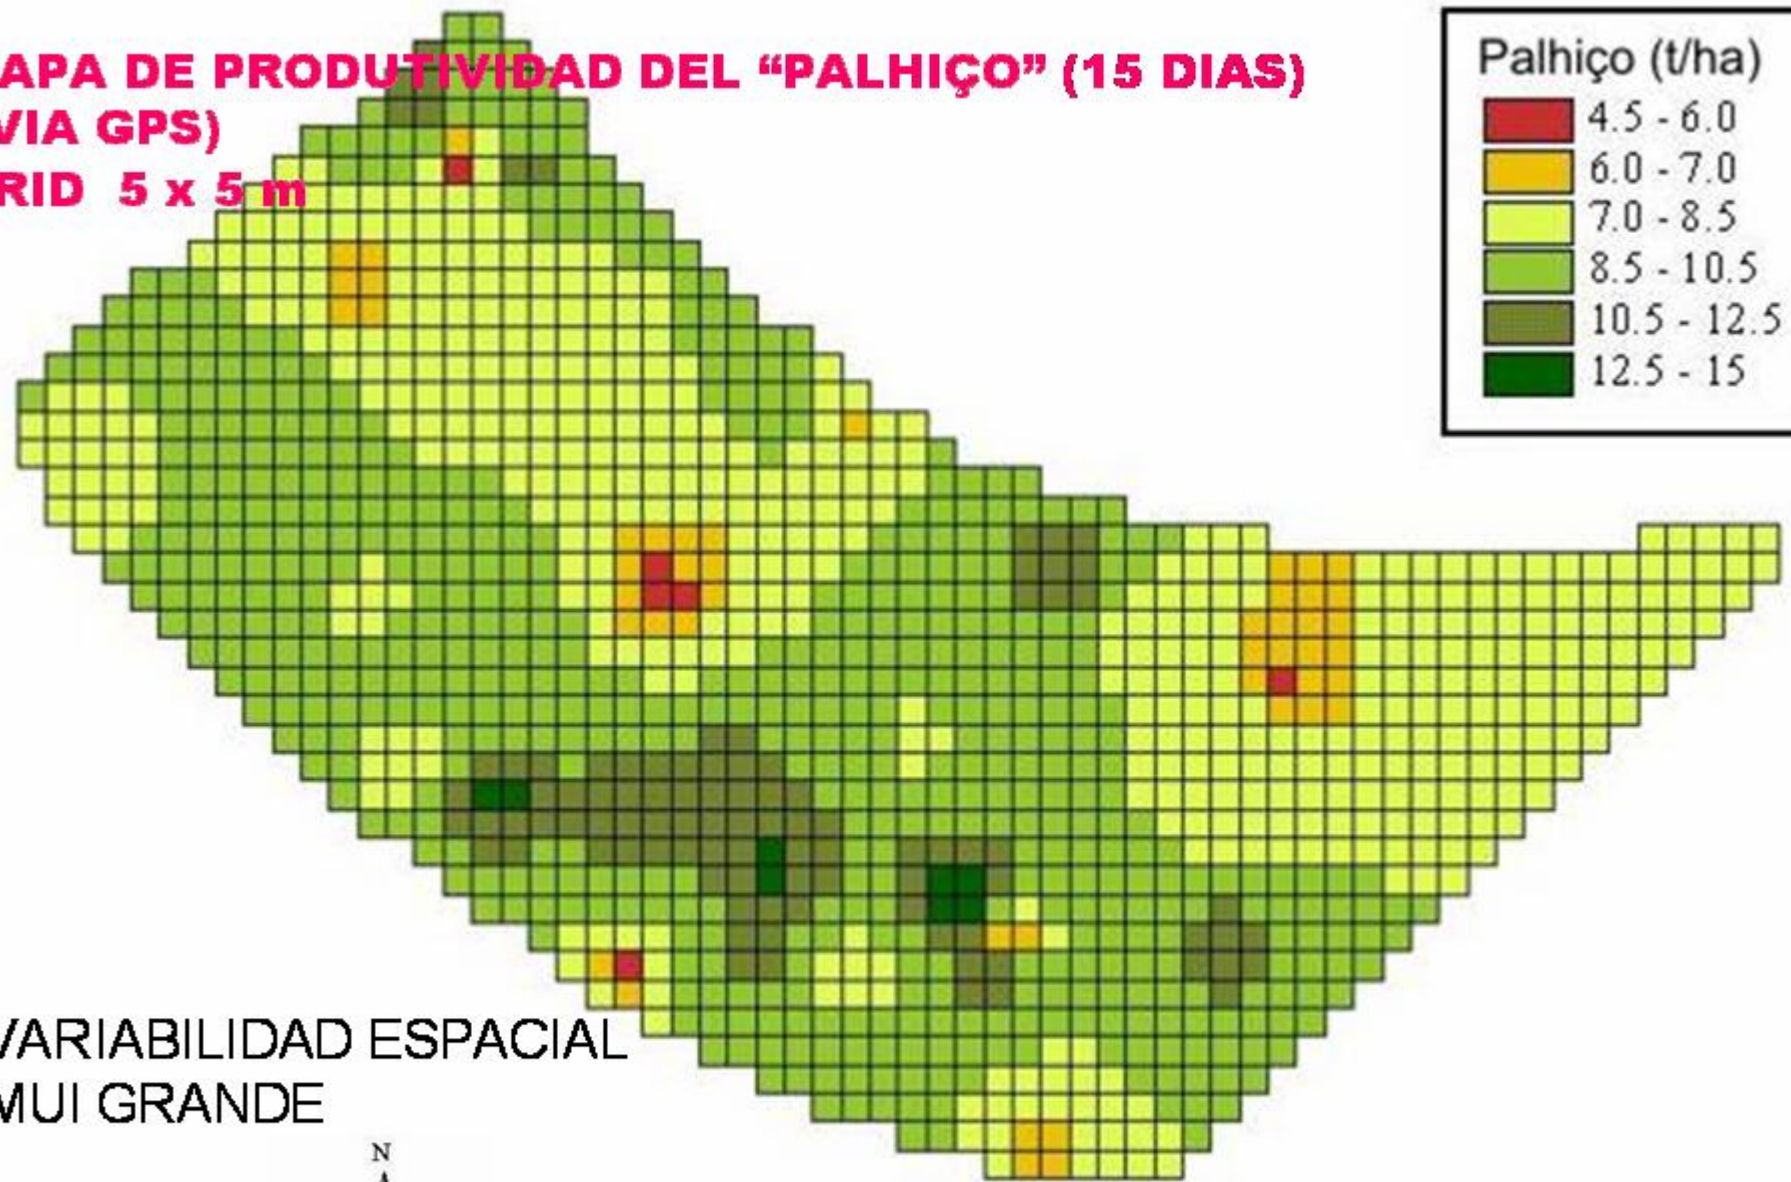 APA DE PRODUTIVIDAD DEL “PALHIÇO” (15 DIAS)
VIA GPS)
RID 5 x 5 m
Palhiço (t/ha)
4.5 - 6.0
6.0 - 7.0
7.0 - 8.5
8.5 - 10.5
10.5 - 12.5
12.5 - 15
VARIABILIDAD ESPACIAL
MUI GRANDE
N